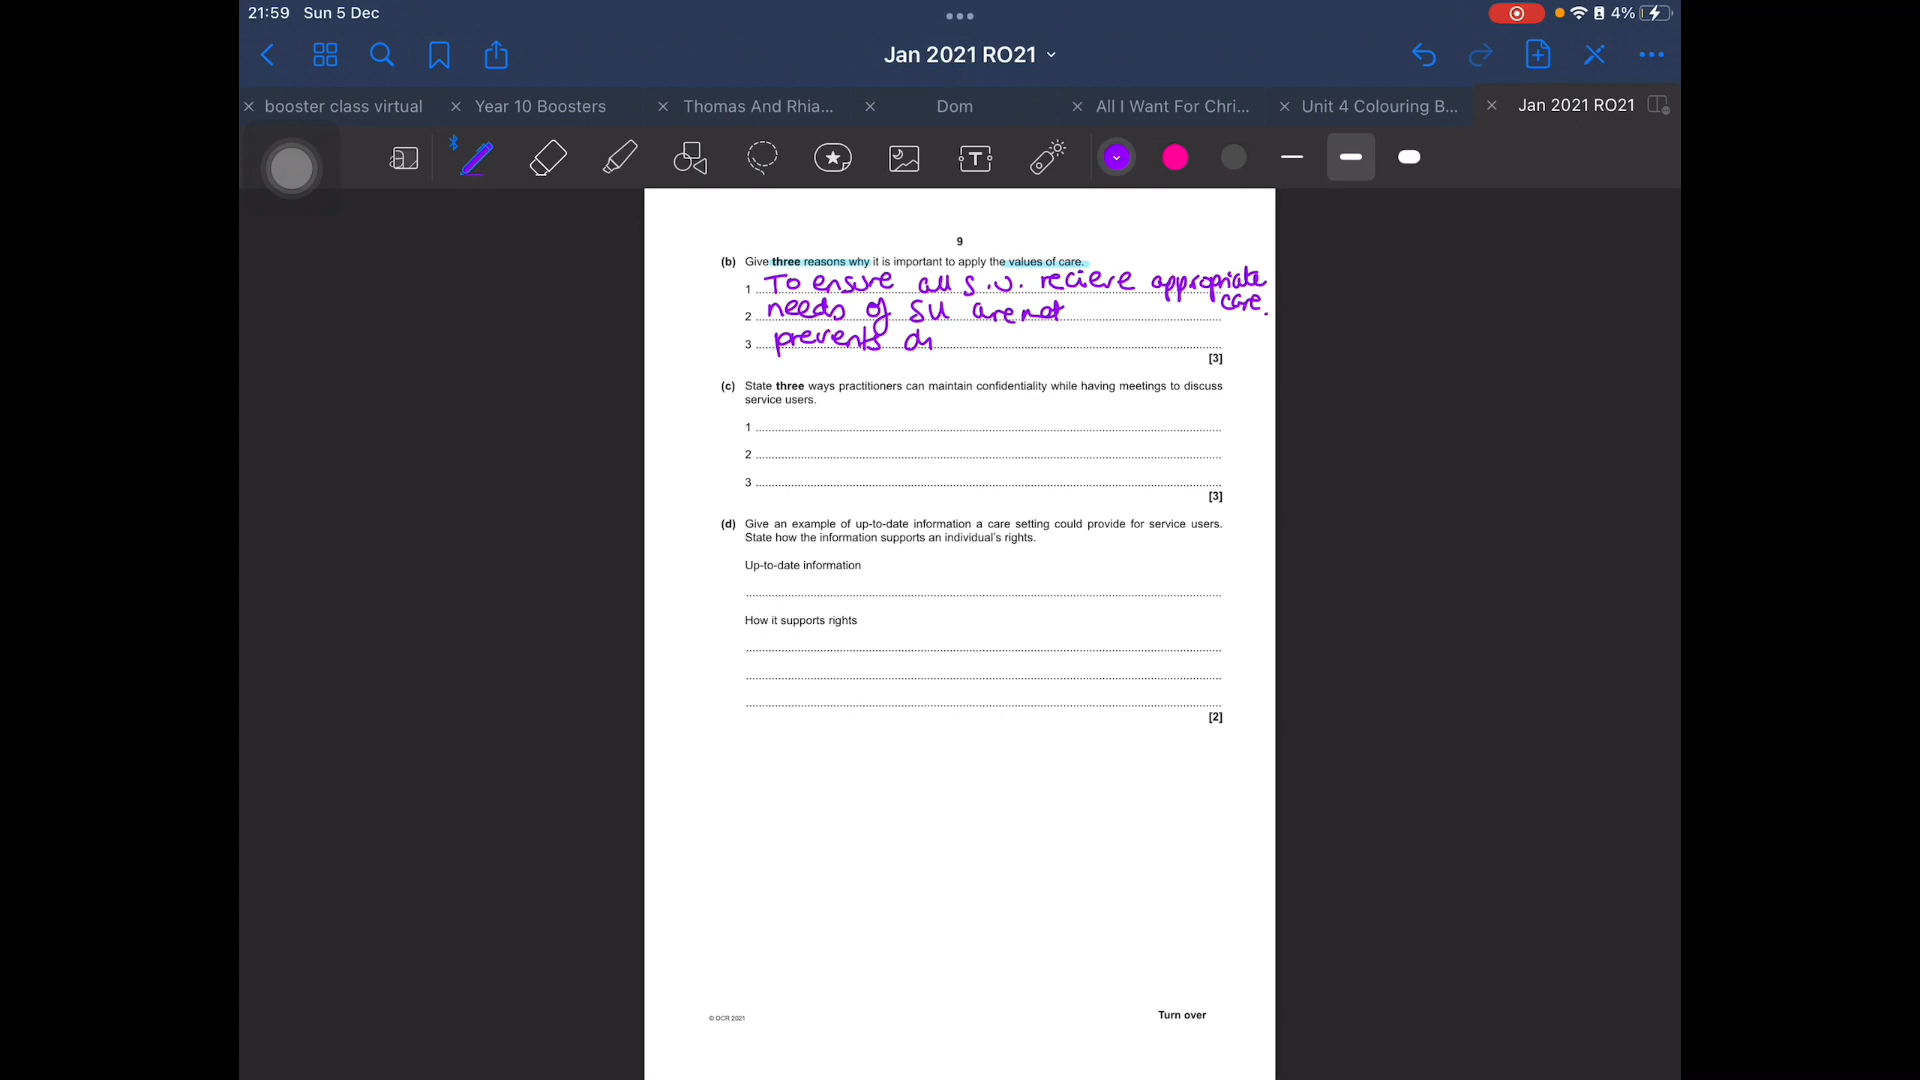 21:59 Sun 5 Dec
4%
Jan 2021 RO21
booster class virtual
Year 10 Boosters
Thomas And Rhia...
Dom
All I Want For Chri...
Unit 4 Colouring B...
Jan 2021 RO21
9
(b) Give three reasons why it is important to apply the values of care.
1 To ensure all S.U. recieve appropriate
care.
2 needs of SU are met
3 prevents
[3]
(c) State three ways practitioners can maintain confidentiality while having meetings to discuss
service users.
1
2
3
[3]
(d) Give an example of up-to-date information a care setting could provide for service users.
State how the information supports an individual's rights.
Up-to-date information
How it supports rights
[2]
© OCR 2021
Turn over